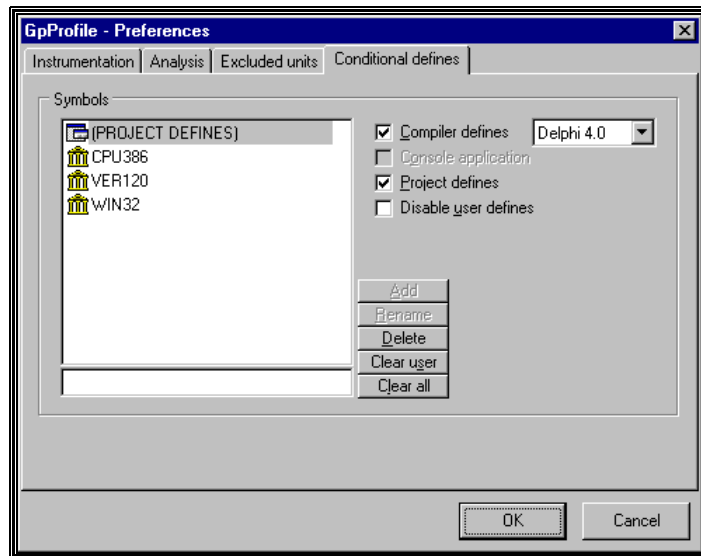 GpProfile - Preferences
Instrumentation Analysis Excluded units Conditional defines
Symbols
(PROJECT DEFINES)
CPU386
VER120
WIN32
Compiler defines Delphi 4.0
Console application
Project defines
Disable user defines
Add
Rename
Delete
Clear user
Clear all
OK Cancel